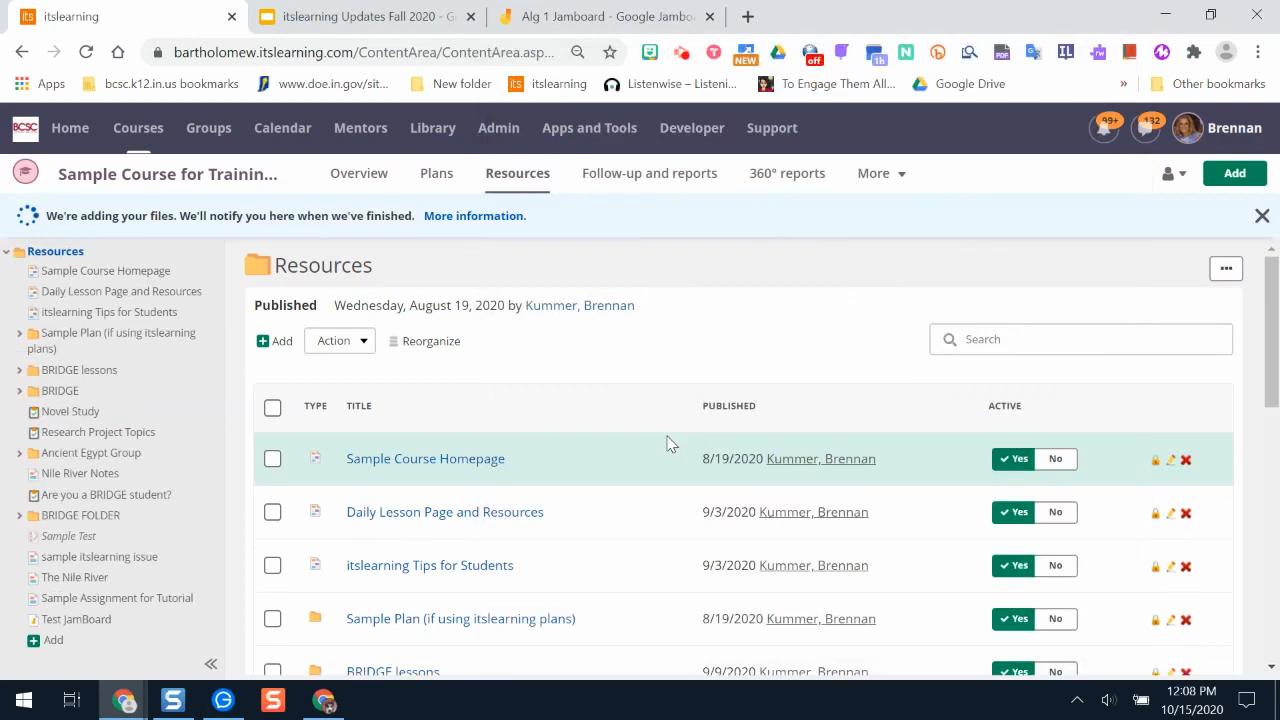 its itslearning
itslearning Updates Fall 2020 - G
Alg 1 Jamboard - Google Jambo
bartholomew.itslearning.com/ContentArea/ContentArea.asp...
NEW
off
1h
PDF
IL
rw
Apps
bcsc.k12.in.us bookmarks
www.doe.in.gov/sit...
New folder
its itslearning
Listenwise – Listeni...
To Engage Them All...
Google Drive
»
Other bookmarks
BCSC
Home
Courses
Groups
Calendar
Mentors
Library
Admin
Apps and Tools
Developer
Support
99+
132
Brennan
Sample Course for Trainin...
Overview
Plans
Resources
Follow-up and reports
360° reports
More
Add
We're adding your files. We'll notify you here when we've finished. More information.
Resources
Sample Course Homepage
Daily Lesson Page and Resources
itslearning Tips for Students
Sample Plan (if using itslearning
plans)
BRIDGE lessons
BRIDGE
Novel Study
Research Project Topics
Ancient Egypt Group
Nile River Notes
Are you a BRIDGE student?
BRIDGE FOLDER
Sample Test
sample itslearning issue
The Nile River
Sample Assignment for Tutorial
Test JamBoard
Add
Resources
Published Wednesday, August 19, 2020 by Kummer, Brennan
Add
Action
Reorganize
Search
TYPE TITLE PUBLISHED ACTIVE
Sample Course Homepage 8/19/2020 Kummer, Brennan Yes No
Daily Lesson Page and Resources 9/3/2020 Kummer, Brennan Yes No
itslearning Tips for Students 9/3/2020 Kummer, Brennan Yes No
Sample Plan (if using itslearning plans) 8/19/2020 Kummer, Brennan Yes No
BRIDGE lessons 9/9/2020 Kummer, Brennan Yes No
12:08 PM
10/15/2020